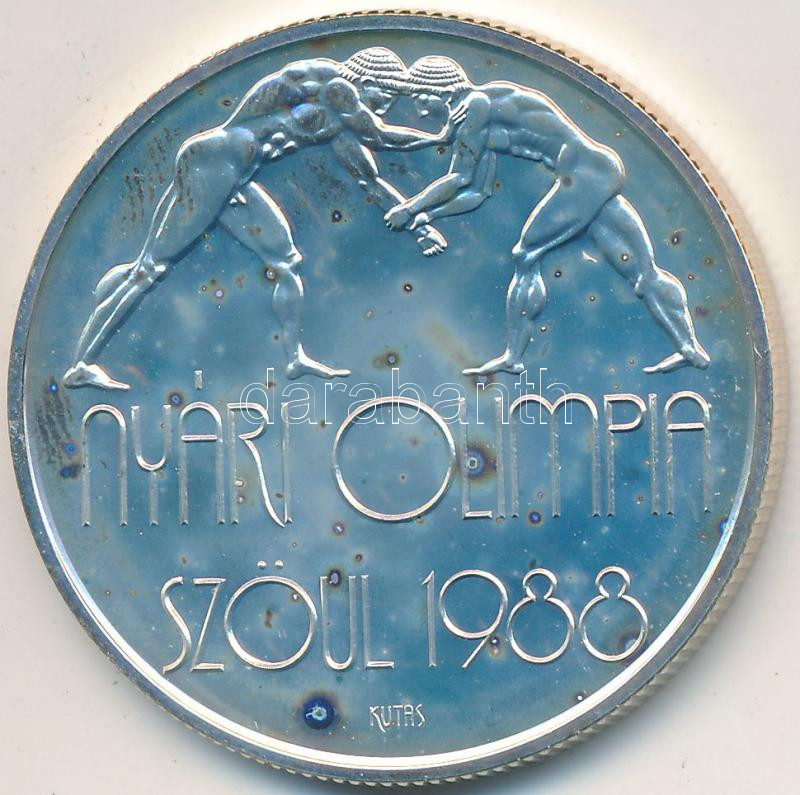 darabanth
NYÁRI OLIMPIA
SZÖUL 1988
KUTAS